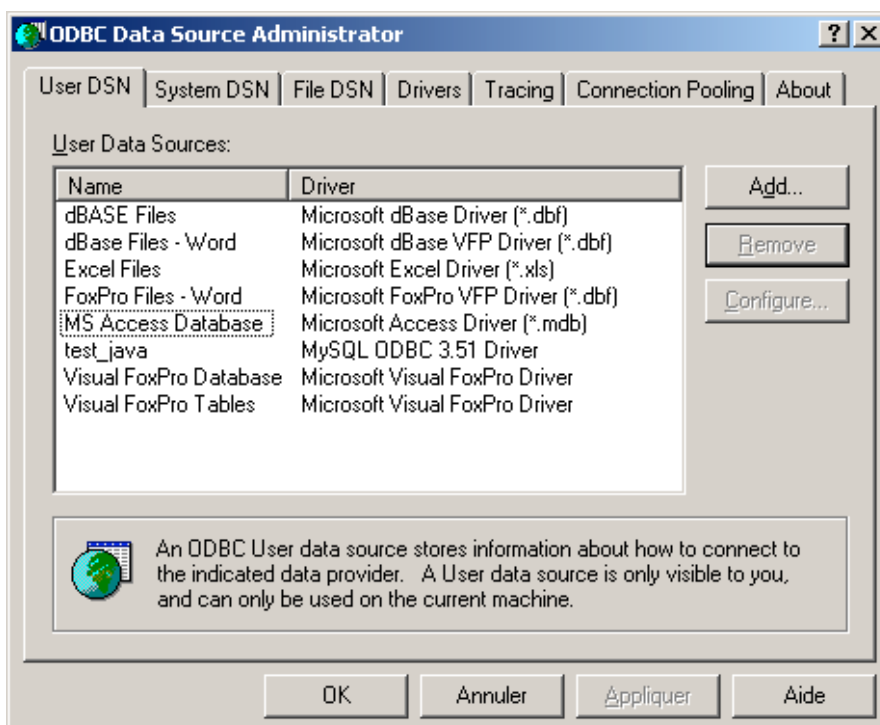 ODBC Data Source Administrator
User DSN System DSN File DSN Drivers Tracing Connection Pooling About
User Data Sources:
Name Driver
dBASE Files Microsoft dBase Driver (*.dbf)
dBase Files - Word Microsoft dBase VFP Driver (*.dbf)
Excel Files Microsoft Excel Driver (*.xls)
FoxPro Files - Word Microsoft FoxPro VFP Driver (*.dbf)
MS Access Database Microsoft Access Driver (*.mdb)
test_java MySQL ODBC 3.51 Driver
Visual FoxPro Database Microsoft Visual FoxPro Driver
Visual FoxPro Tables Microsoft Visual FoxPro Driver
Add...
Remove
Configure...
An ODBC User data source stores information about how to connect to
the indicated data provider. A User data source is only visible to you,
and can only be used on the current machine.
OK Annuler Appliquer Aide